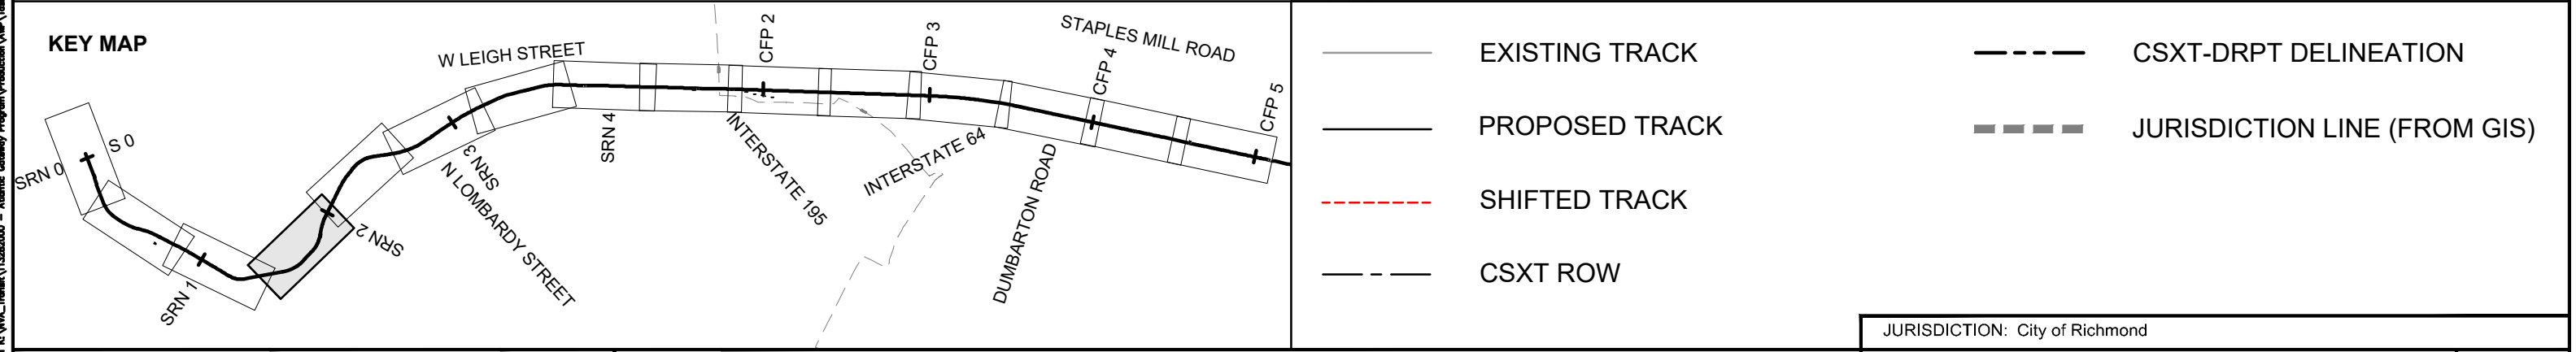 KEY MAP
W LEIGH STREET
CFP 2
CFP 3
STAPLES MILL ROAD
CFP 4
CFP 5
S 0
SRN 0
SRN 1
SRN 2
SRN 3
N LOMBARDY STREET
SRN 4
INTERSTATE 195
INTERSTATE 64
DUMBARTON ROAD
EXISTING TRACK
PROPOSED TRACK
SHIFTED TRACK
CSXT ROW
CSXT-DRPT DELINEATION
JURISDICTION LINE (FROM GIS)
JURISDICTION: City of Richmond